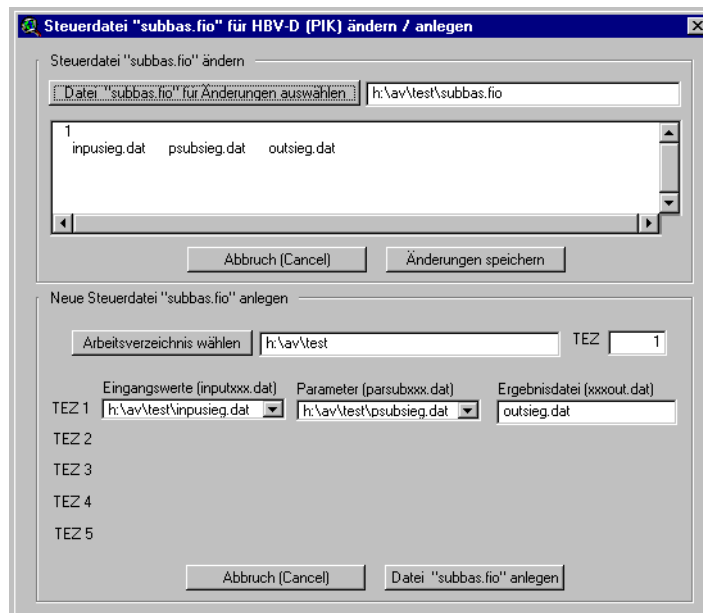 Steuerdatei "subbas.fio" für HBV-D (PIK) ändern / anlegen
Steuerdatei "subbas.fio" ändern
Datei "subbas.fio" für Änderungen auswählen h:\av\test\subbas.fio
1
inpusieg.dat psubsieg.dat outsieg.dat
Abbruch (Cancel) Änderungen speichern
Neue Steuerdatei "subbas.fio" anlegen
Arbeitsverzeichnis wählen h:\av\test TEZ 1
Eingangswerte (inputxxx.dat) Parameter (parsubxxx.dat) Ergebnisdatei (xxxout.dat)
TEZ 1 h:\av\test\inpusieg.dat h:\av\test\psubsieg.dat outsieg.dat
TEZ 2
TEZ 3
TEZ 4
TEZ 5
Abbruch (Cancel) Datei "subbas.fio" anlegen